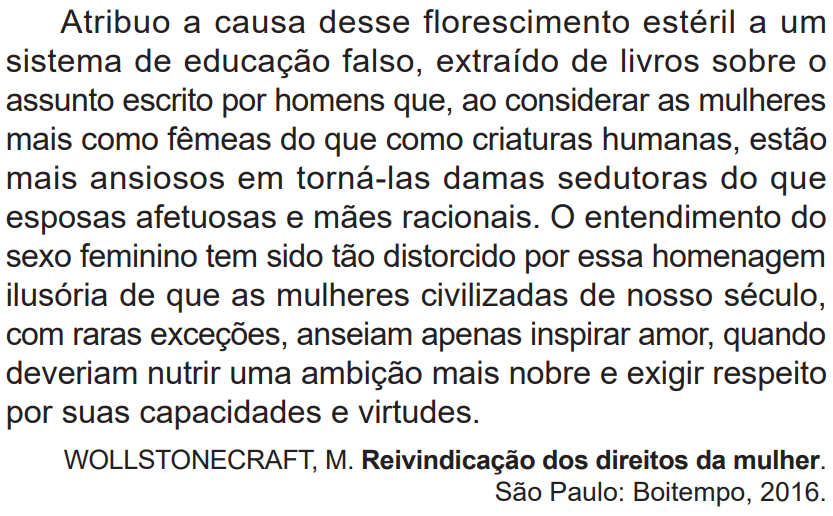 Atribuo a causa desse florescimento estéril a um
sistema de educação falso, extraído de livros sobre o
assunto escrito por homens que, ao considerar as mulheres
mais como fêmeas do que como criaturas humanas, estão
mais ansiosos em torná-las damas sedutoras do que
esposas afetuosas e mães racionais. O entendimento do
sexo feminino tem sido tão distorcido por essa homenagem
ilusória de que as mulheres civilizadas de nosso século,
com raras exceções, anseiam apenas inspirar amor, quando
deveriam nutrir uma ambição mais nobre e exigir respeito
por suas capacidades e virtudes.
WOLLSTONECRAFT, M. Reivindicação dos direitos da mulher.
São Paulo: Boitempo, 2016.